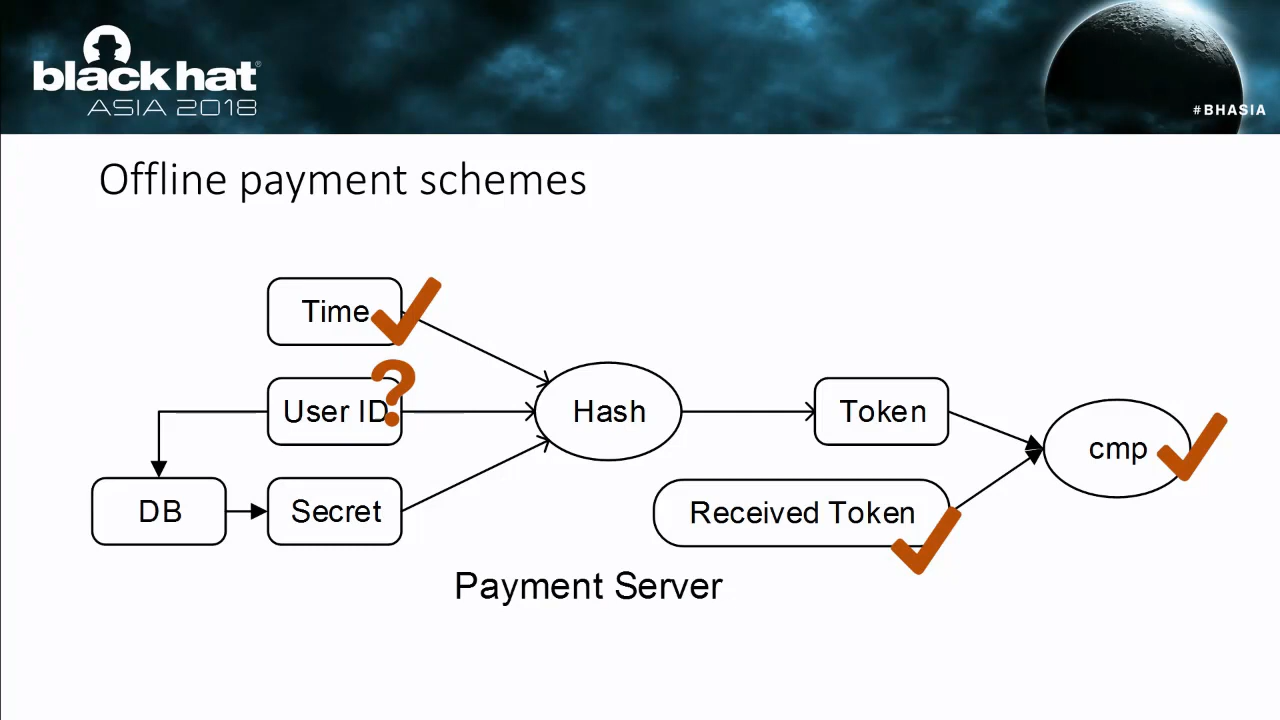 black hat®
ASIA 2018
#BHASIA
Offline payment schemes
Time
?
User ID
Hash
Token
cmp
DB
Secret
Received Token
Payment Server